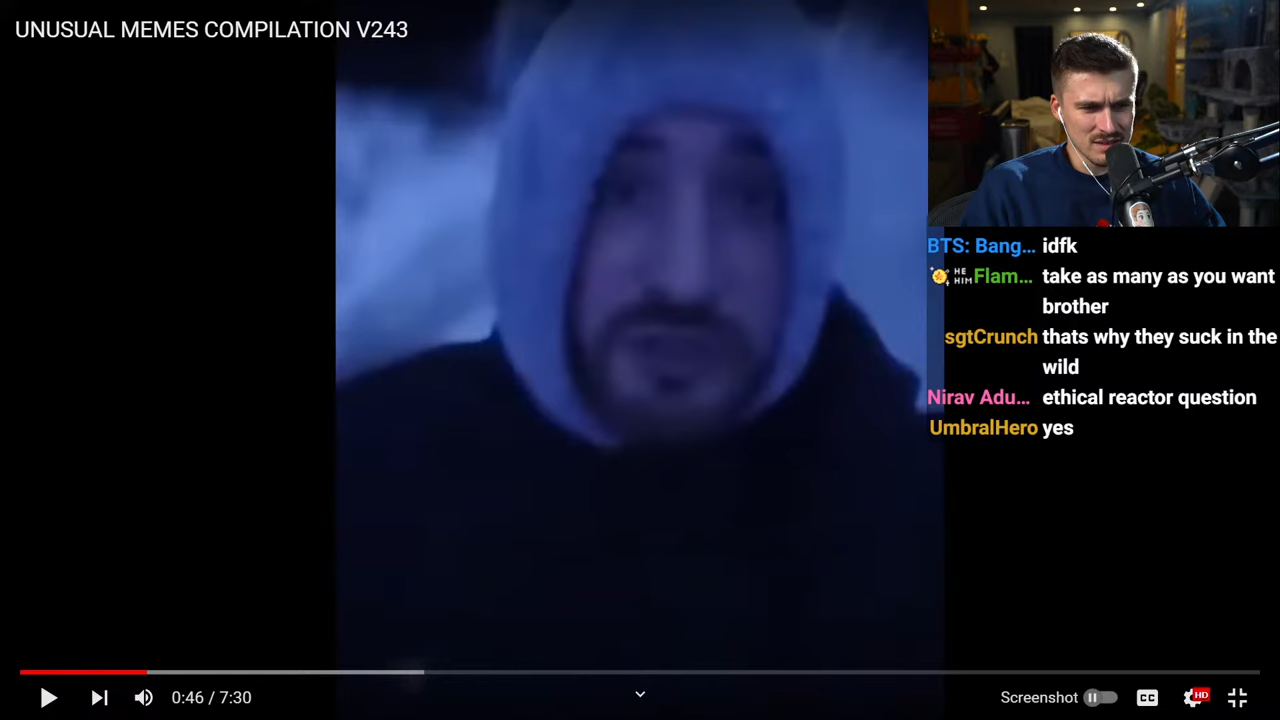 UNUSUAL MEMES COMPILATION V243
BTS: Bang... idfk
HE HIM Flam... take as many as you want
brother
sgtCrunch thats why they suck in the
wild
Nirav Adu... ethical reactor question
UmbralHero yes
0:46 / 7:30
Screenshot
CC
HD